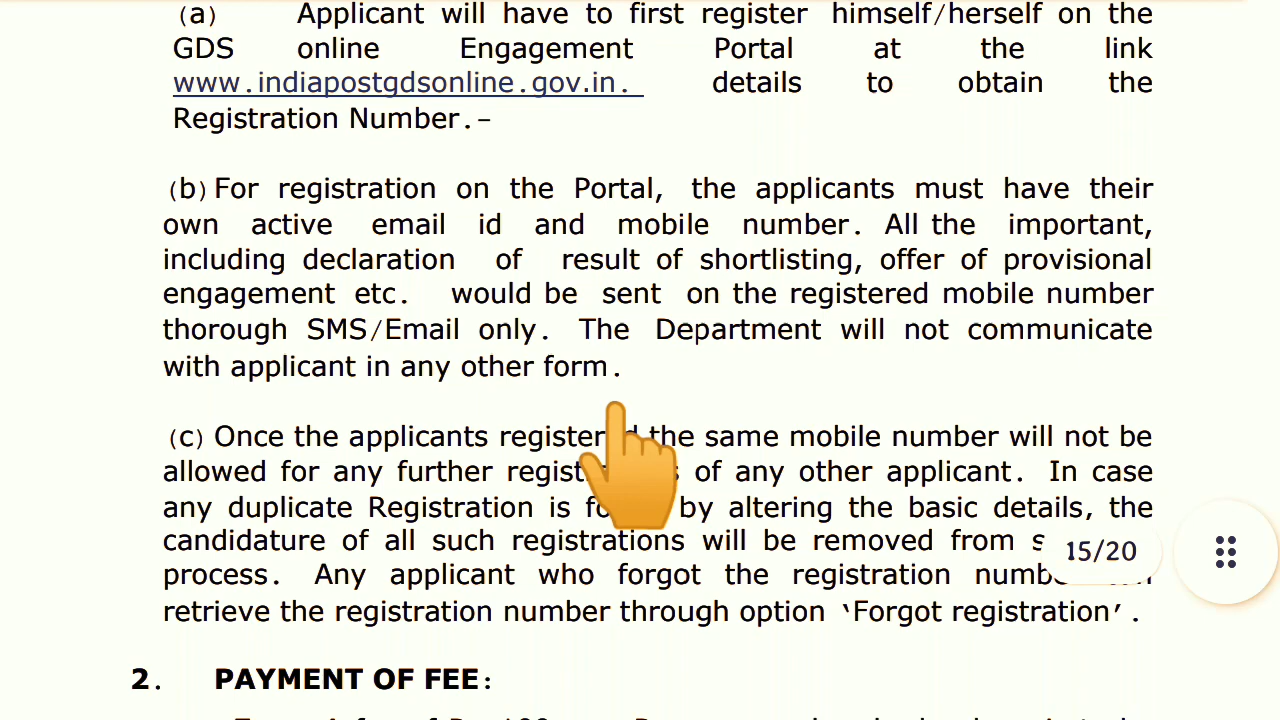 (a) Applicant will have to first register himself/herself on the
GDS online Engagement Portal at the link
www.indiapostgdsonline.gov.in. details to obtain the
Registration Number.–
(b) For registration on the Portal, the applicants must have their
own active email id and mobile number. All the important,
including declaration of result of shortlisting, offer of provisional
engagement etc. would be sent on the registered mobile number
thorough SMS/Email only. The Department will not communicate
with applicant in any other form.
(c) Once the applicants registered the same mobile number will not be
allowed for any further of any other applicant. In case
any duplicate Registration is by altering the basic details, the
candidature of all such registrations will be removed from
process. Any applicant who forgot the registration
retrieve the registration number through option ‘Forgot registration’.
15/20
2. PAYMENT OF FEE: